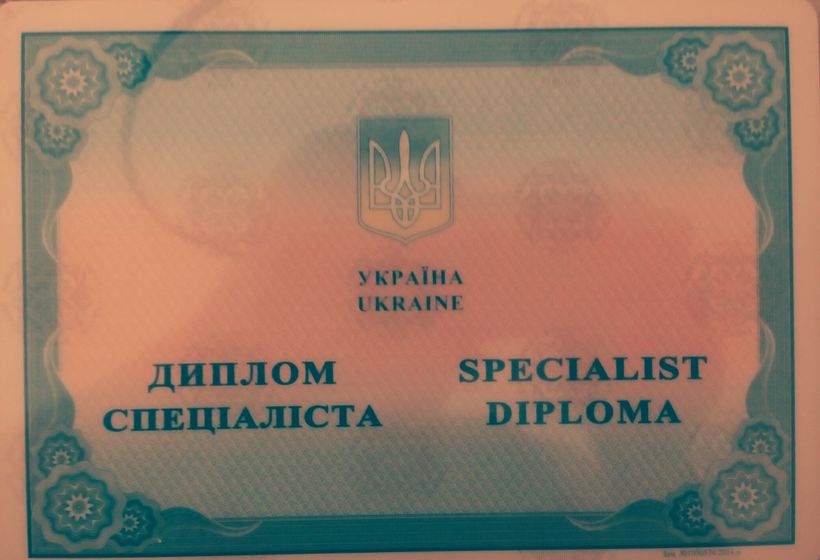 УКРАЇНА
UKRAINE
ДИПЛОМ
СПЕЦІАЛІСТА
SPECIALIST
DIPLOMA